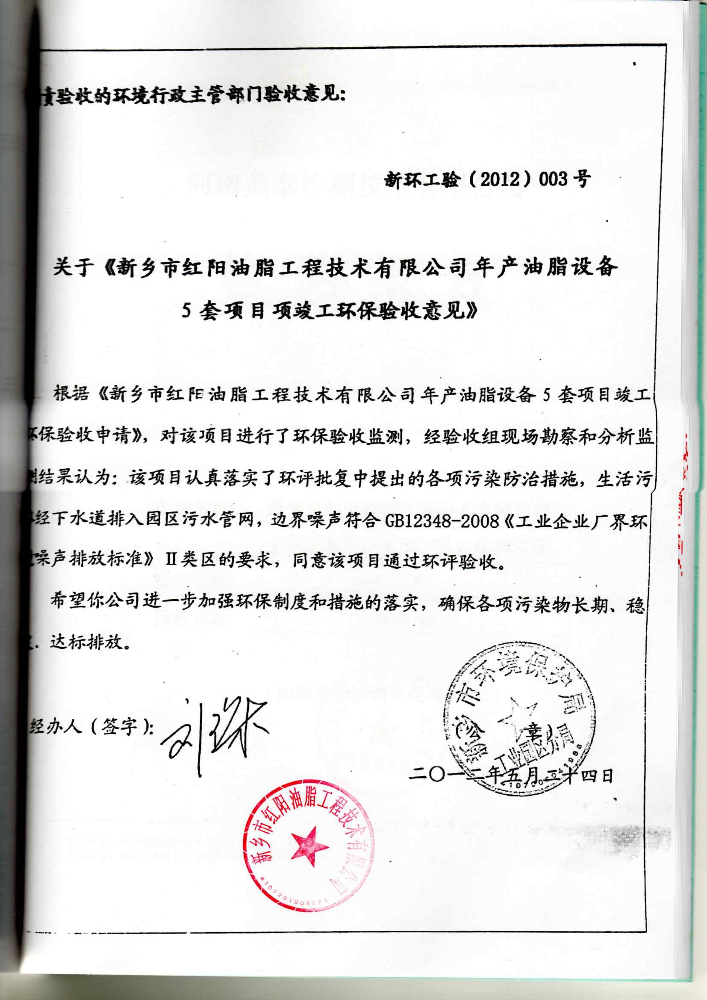 责验收的环境行政主管部门验收意见：
新环工验（2012）003号
关于《新乡市红阳油脂工程技术有限公司年产油脂设备
5套项目项竣工环保验收意见》
根据《新乡市红阳油脂工程技术有限公司年产油脂设备5套项目竣工
环保验收申请》，对该项目进行了环保验收监测，经验收组现场勘察和分析监
测结果认为：该项目认真落实了环评批复中提出的各项污染防治措施，生活污
经下水道排入园区污水管网，边界噪声符合GB12348-2008《工业企业厂界环
噪声排放标准》Ⅱ类区的要求，同意该项目通过环评验收。
希望你公司进一步加强环保制度和措施的落实，确保各项污染物长期、稳
达标排放。
新乡市环境保护局
工业园区分局
公章
经办人（签字）：
二〇一二年五月二十四日
新乡市红阳油脂工程技术有限公司
4107261008771